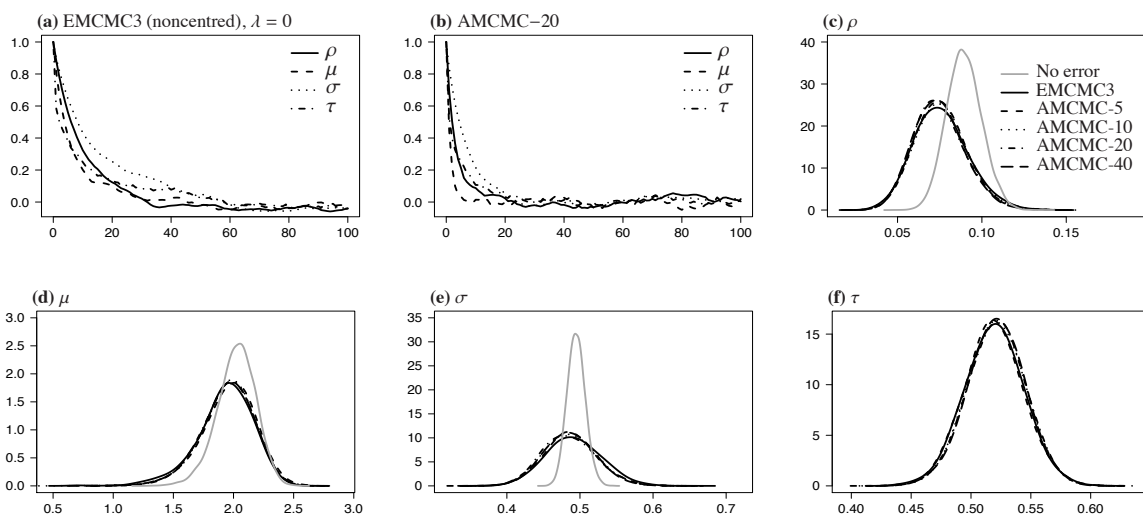 (a) EMCMC3 (noncentred), λ = 0
1.0
0.8
0.6
0.4
0.2
0.0
0 20 40 60 80 100
ρ
μ
σ
τ
(b) AMCMC−20
1.0
0.8
0.6
0.4
0.2
0.0
0 20 40 60 80 100
ρ
μ
σ
τ
(c) ρ
40
30
20
10
0
0.05 0.10 0.15
No error
EMCMC3
AMCMC-5
AMCMC-10
AMCMC-20
AMCMC-40
(d) μ
3.0
2.5
2.0
1.5
1.0
0.5
0.0
0.5 1.0 1.5 2.0 2.5 3.0
(e) σ
35
30
25
20
15
10
5
0
0.4 0.5 0.6 0.7
(f) τ
15
10
5
0
0.40 0.45 0.50 0.55 0.60